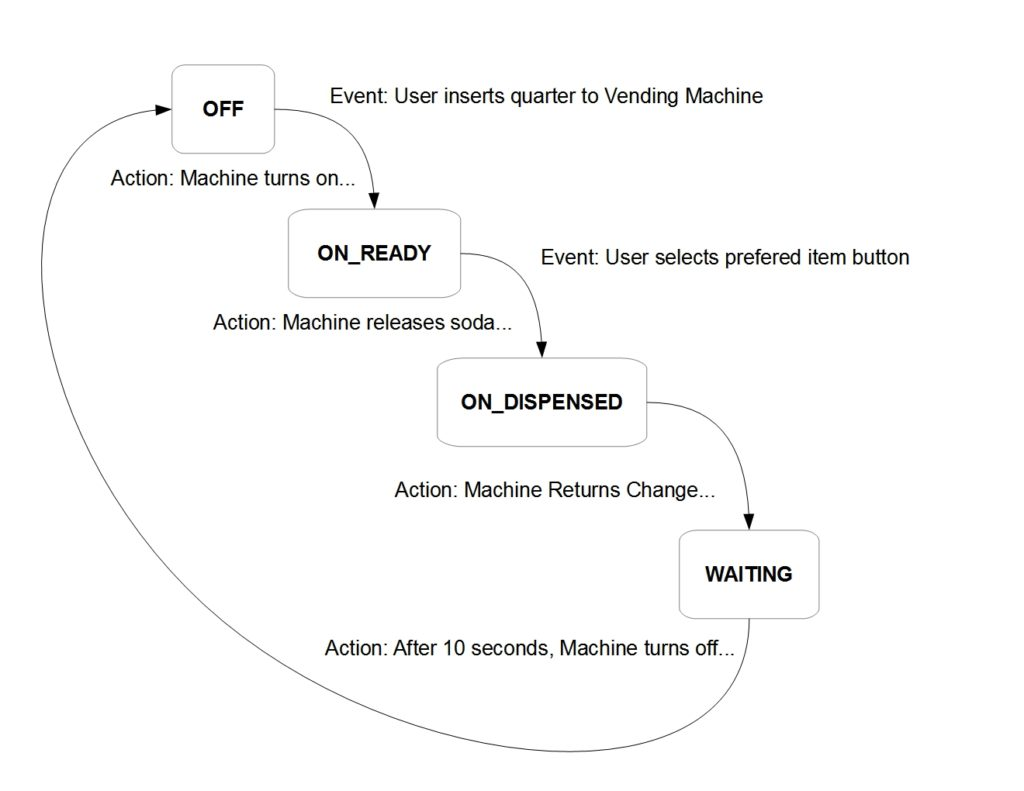 OFF
Event: User inserts quarter to Vending Machine
Action: Machine turns on...
ON_READY
Event: User selects prefered item button
Action: Machine releases soda...
ON_DISPENSED
Action: Machine Returns Change...
WAITING
Action: After 10 seconds, Machine turns off...